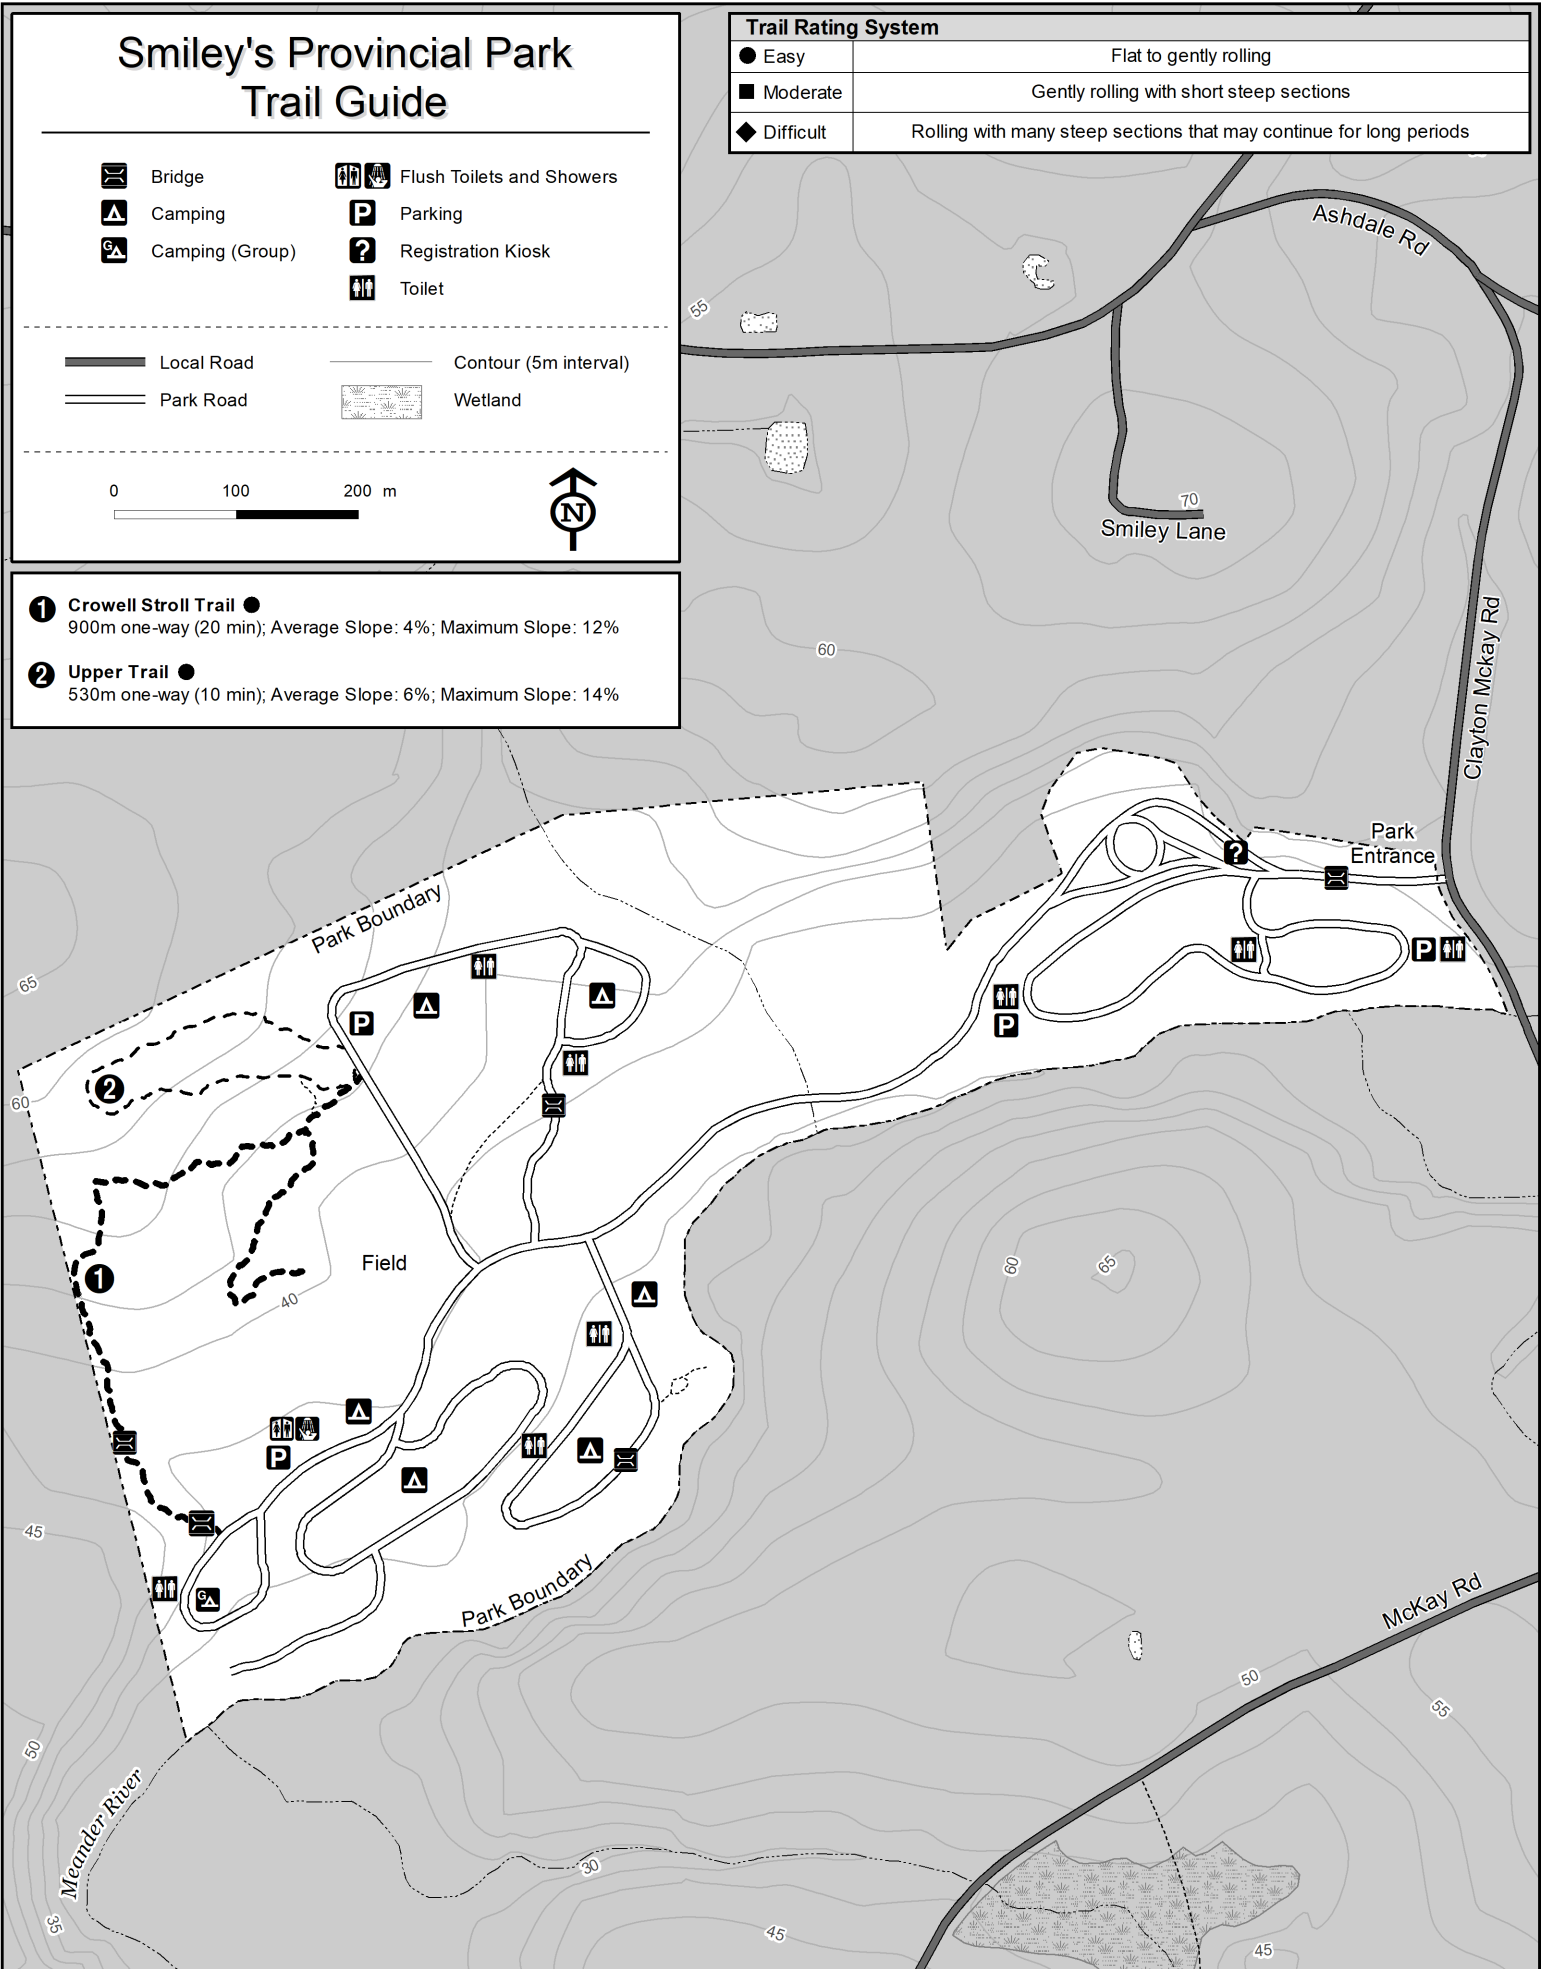 Smiley's Provincial Park
Trail Guide
Bridge
Camping
G
Camping (Group)
Flush Toilets and Showers
P
Parking
?
Registration Kiosk
Toilet
Local Road
Park Road
Contour (5m interval)
Wetland
0 100 200 m
N
Trail Rating System
Easy Flat to gently rolling
Moderate Gently rolling with short steep sections
Difficult Rolling with many steep sections that may continue for long periods
1 Crowell Stroll Trail
900m one-way (20 min); Average Slope: 4%; Maximum Slope: 12%
2 Upper Trail
530m one-way (10 min); Average Slope: 6%; Maximum Slope: 14%
Ashdale Rd
55
70
Smiley Lane
Clayton Mckay Rd
60
Park
Entrance
?
Park Boundary
P
P
P
65
60
2
1
Field
40
60
65
P
G
45
Park Boundary
McKay Rd
50
55
50
Meander River
30
35
45
45